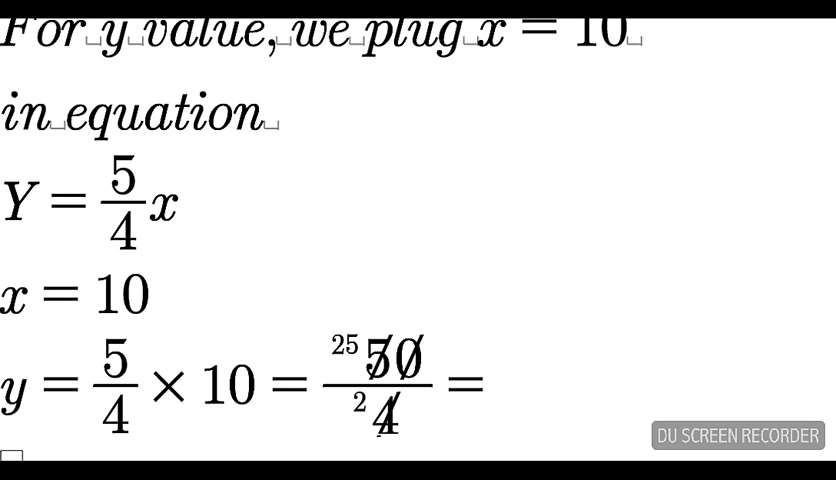 For y value, we plug x = 10
in equation
Y = 5/4 x
x = 10
y = 5/4 × 10 = 25 50 / 2 4 =
DU SCREEN RECORDER